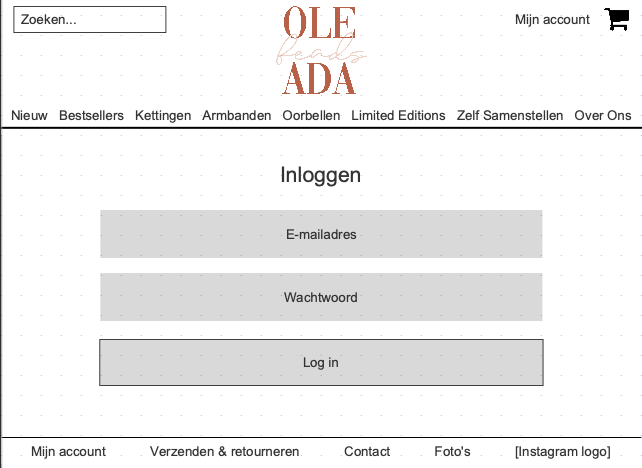 Zoeken...
OLE
beads
ADA
Mijn account
Nieuw Bestsellers Kettingen Armbanden Oorbellen Limited Editions Zelf Samenstellen Over Ons
Inloggen
E-mailadres
Wachtwoord
Log in
Mijn account Verzenden & retourneren Contact Foto's [Instagram logo]